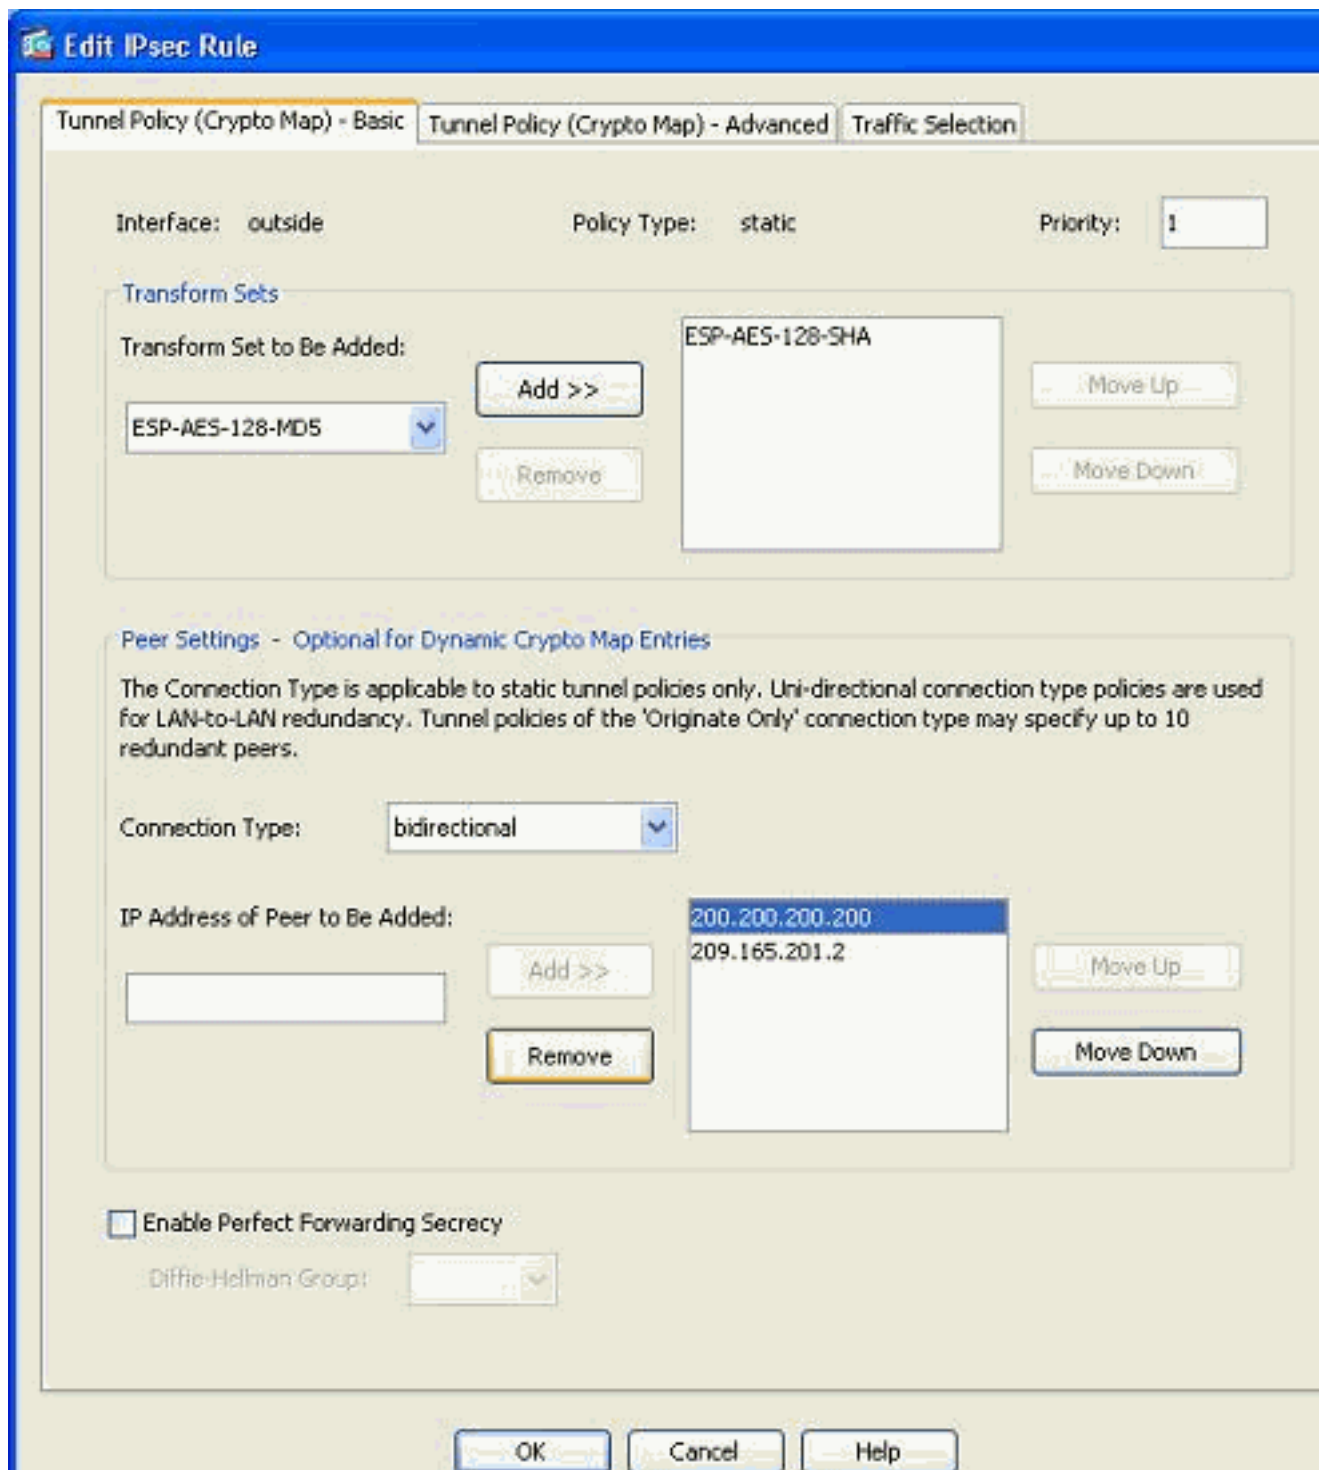 Edit IPsec Rule
Tunnel Policy (Crypto Map) - Basic
Tunnel Policy (Crypto Map) - Advanced
Traffic Selection
Interface: outside
Policy Type: static
Priority: 1
Transform Sets
Transform Set to Be Added:
ESP-AES-128-MD5
Add >>
Remove
ESP-AES-128-SHA
Move Up
Move Down
Peer Settings - Optional for Dynamic Crypto Map Entries
The Connection Type is applicable to static tunnel policies only. Uni-directional connection type policies are used
for LAN-to-LAN redundancy. Tunnel policies of the 'Originate Only' connection type may specify up to 10
redundant peers.
Connection Type: bidirectional
IP Address of Peer to Be Added:
Add >>
Remove
200.200.200.200
209.165.201.2
Move Up
Move Down
Enable Perfect Forwarding Secrecy
Diffie-Hellman Group:
OK
Cancel
Help